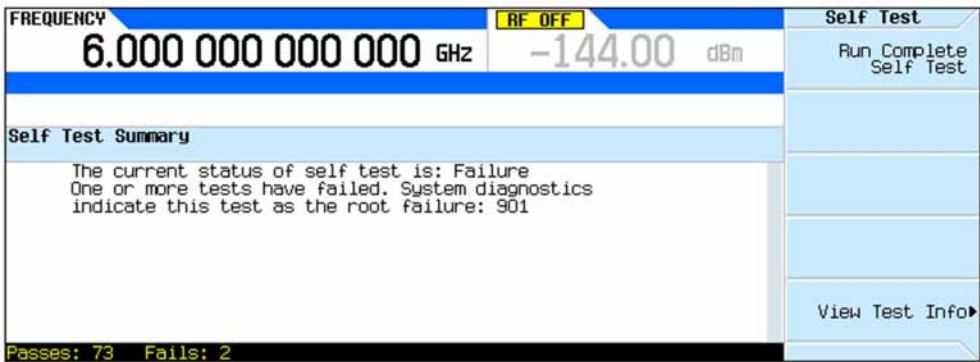 FREQUENCY
6.000 000 000 000 GHz
RF OFF
-144.00 dBm
Self Test Summary
The current status of self test is: Failure
One or more tests have failed. System diagnostics
indicate this test as the root failure: 901
Passes: 73 Fails: 2
Self Test
Run Complete
Self Test
View Test Info▶